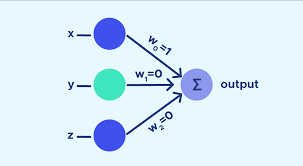 x
w₀=1
y
w₁=0
Σ
output
z
w₂=0